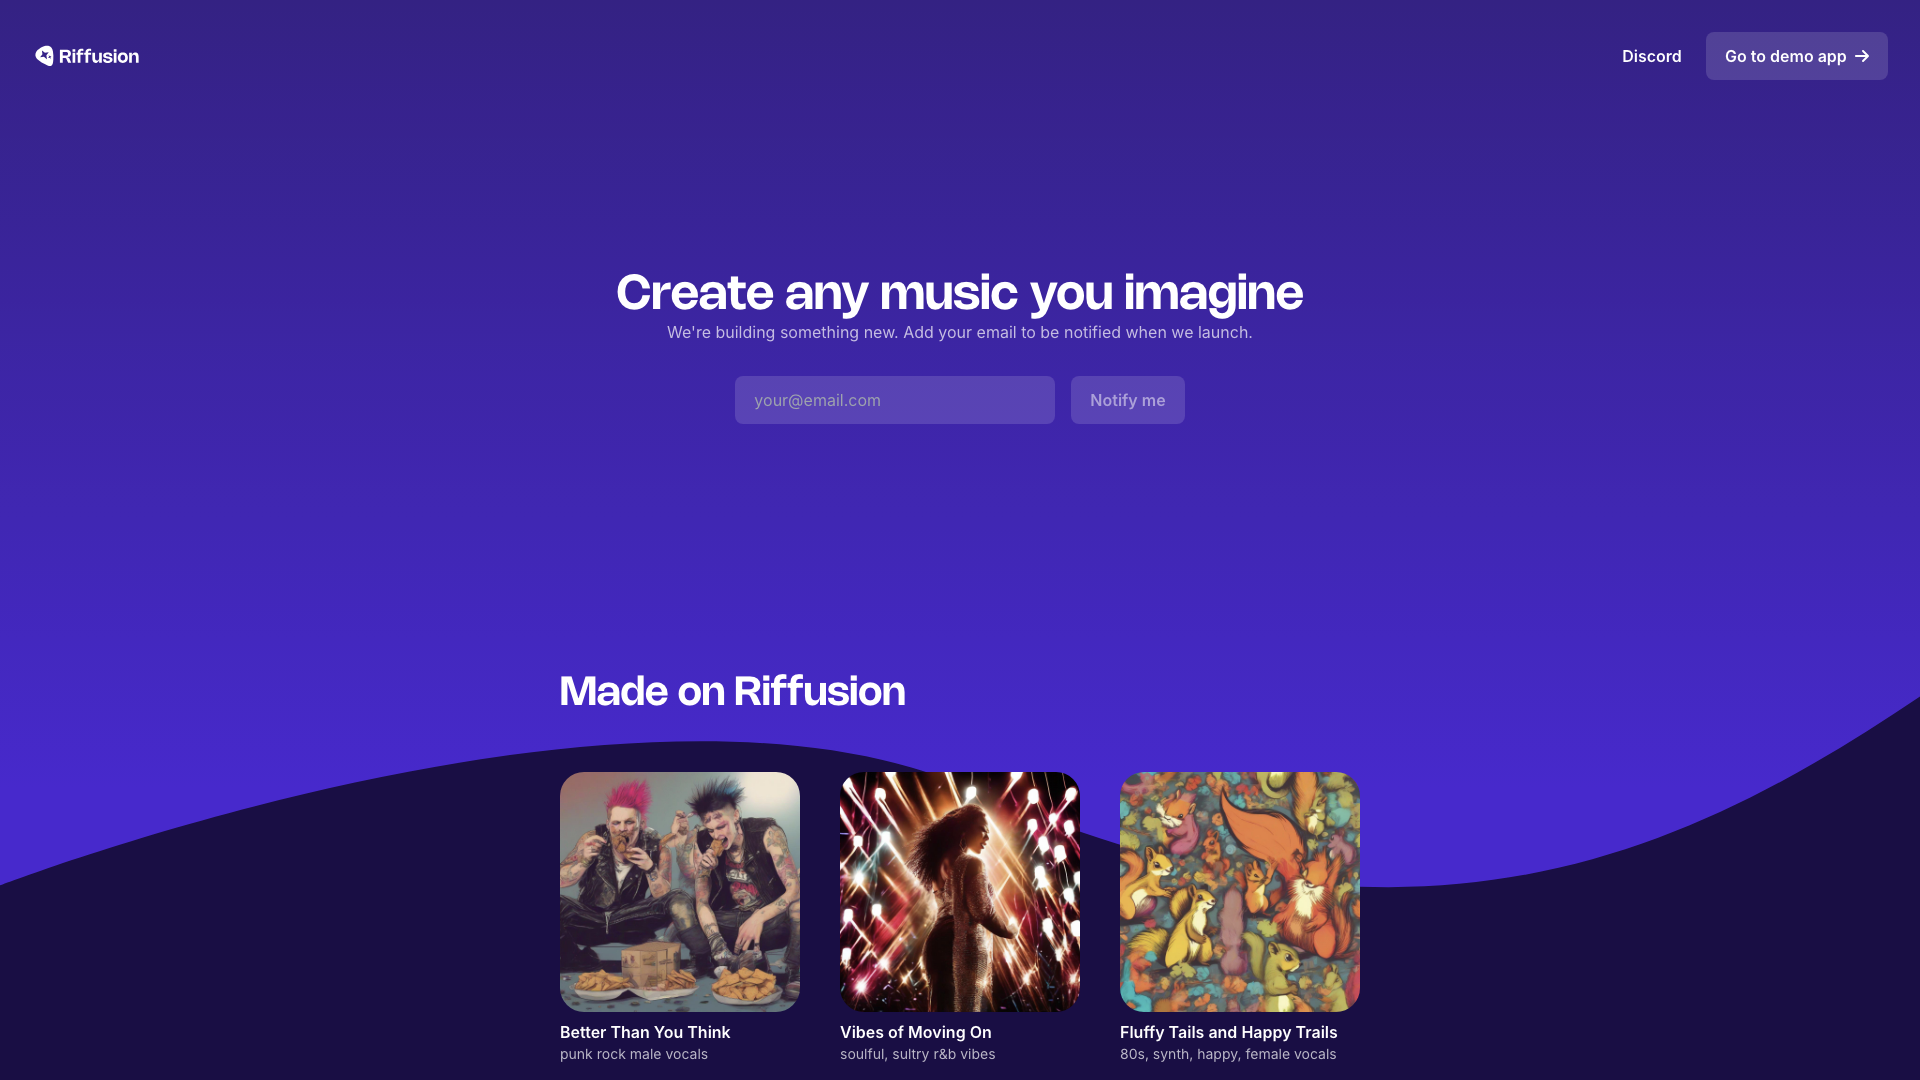 Riffusion
Discord
Go to demo app
Create any music you imagine
We're building something new. Add your email to be notified when we launch.
your@email.com
Notify me
Made on Riffusion
Better Than You Think
punk rock male vocals
Vibes of Moving On
soulful, sultry r&b vibes
Fluffy Tails and Happy Trails
80s, synth, happy, female vocals